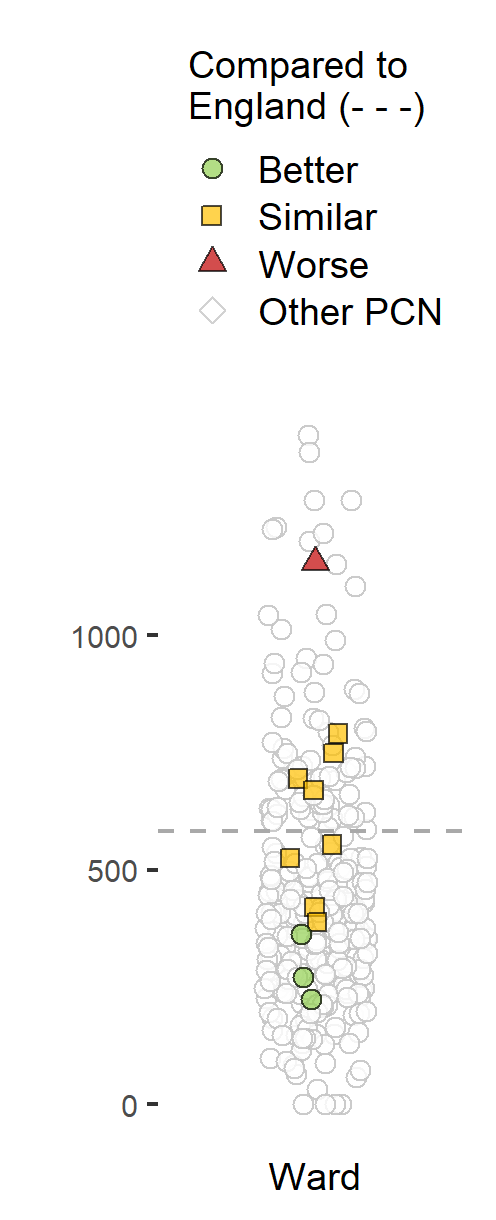 Compared to
England (- - -)
Better
Similar
Worse
Other PCN
1000
500
0
Ward